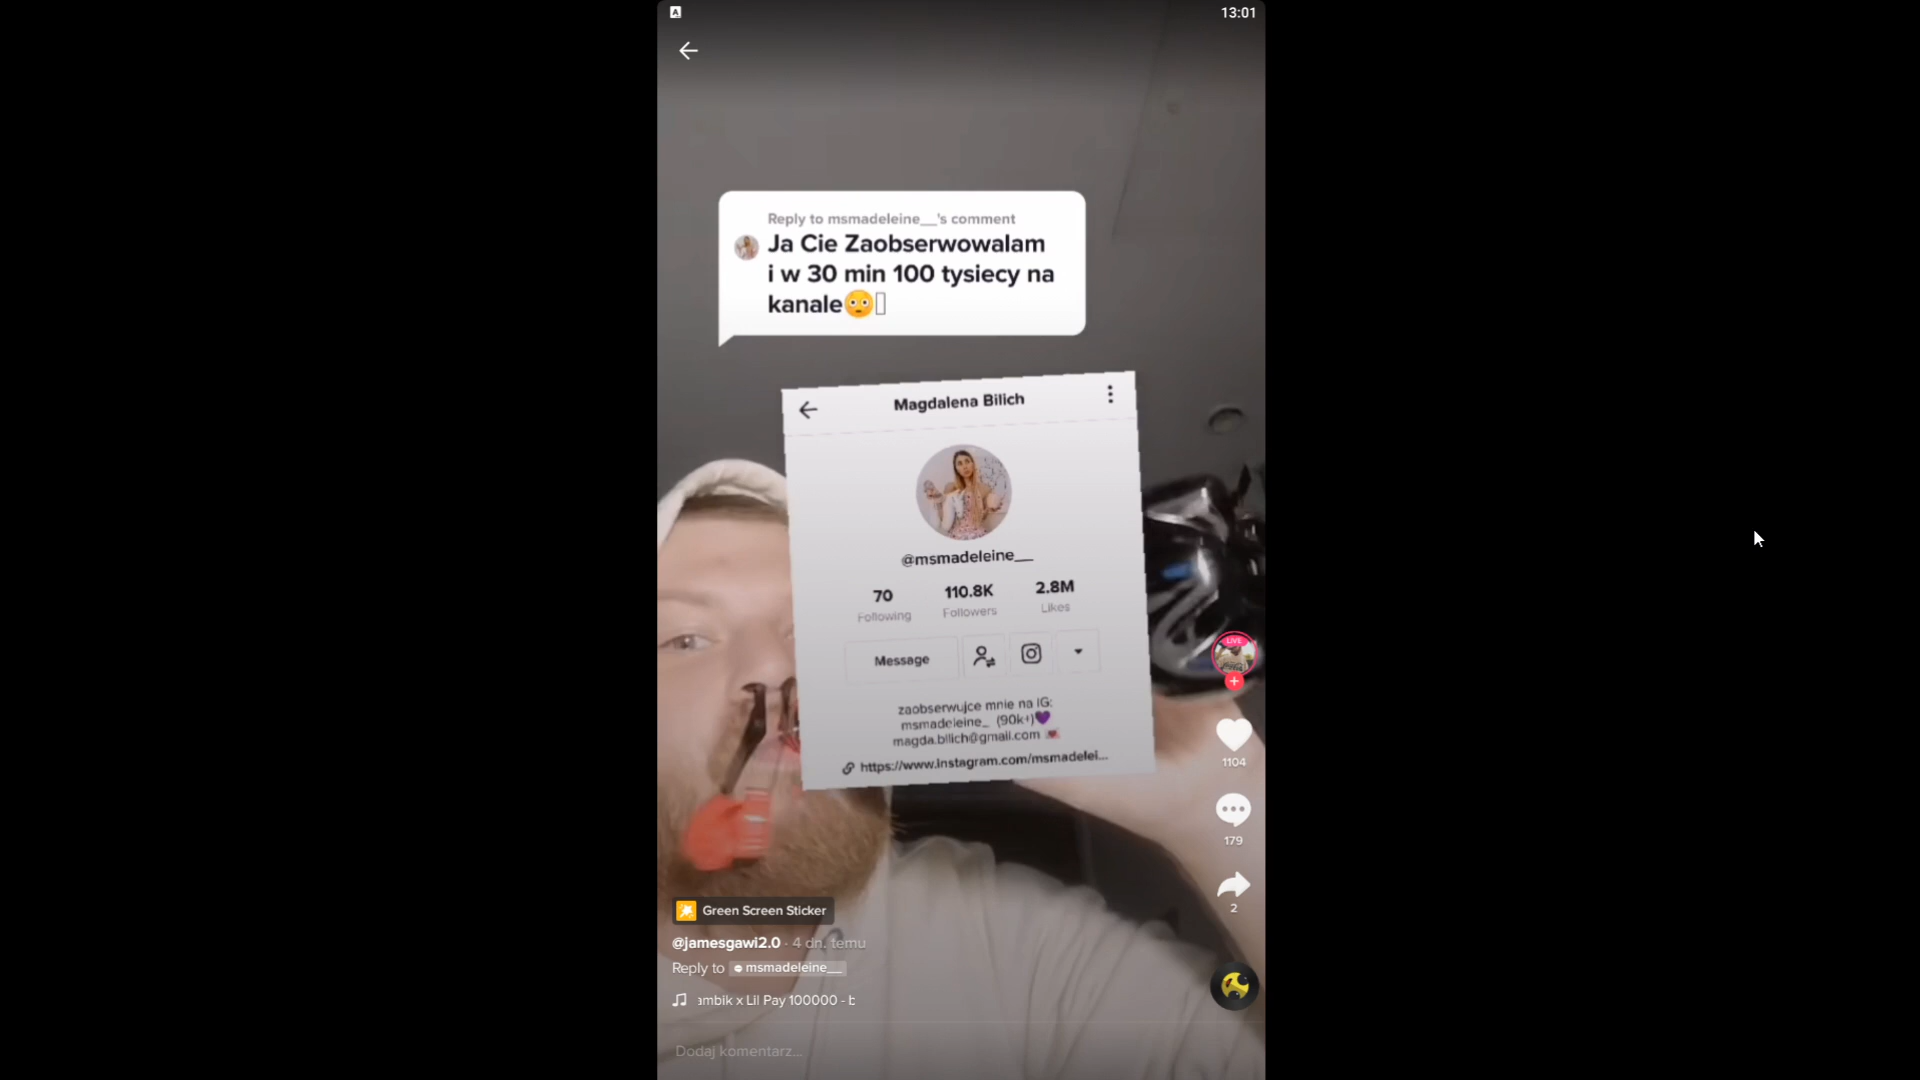 13:01
Reply to msmadeleine__'s comment
Ja Cie Zaobserwowalam
i w 30 min 100 tysiecy na
kanale😳
Magdalena Bilich
@msmadeleine__
70 110.8K 2.8M
Following Followers Likes
Message
zaobserwujce mnie na IG:
msmadeleine_ (90k+)💜
magda.bilich@gmail.com 💌
https://www.instagram.com/msmadelei...
LIVE
1104
179
2
Green Screen Sticker
@jamesgawi2.0 · 4 dn. temu
Reply to msmadeleine__
ambik x Lil Pay 100000 - b
Dodaj komentarz...